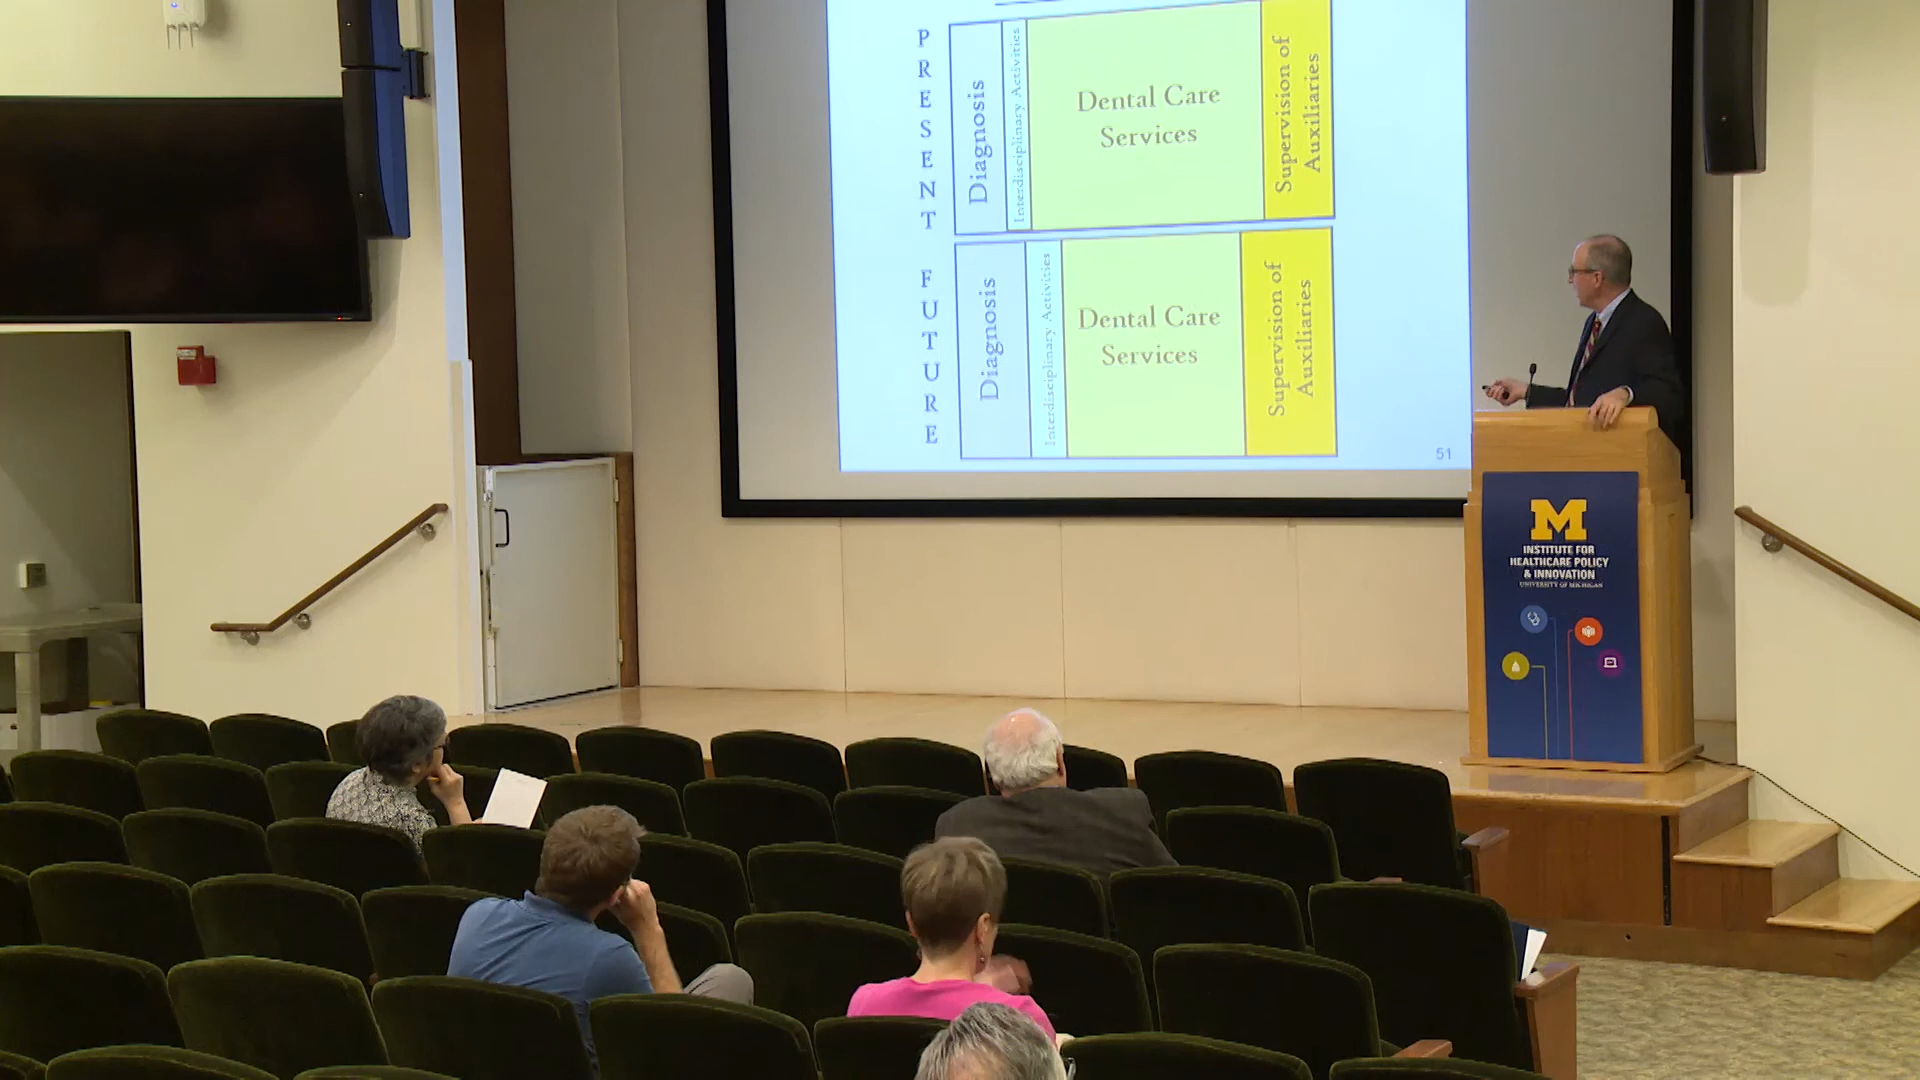 PRESENT
Diagnosis
Interdisciplinary Activities
Dental Care
Services
Supervision of
Auxiliaries
FUTURE
Diagnosis
Interdisciplinary Activities
Dental Care
Services
Supervision of
Auxiliaries
51
M
INSTITUTE FOR
HEALTHCARE POLICY
& INNOVATION
UNIVERSITY OF MICHIGAN